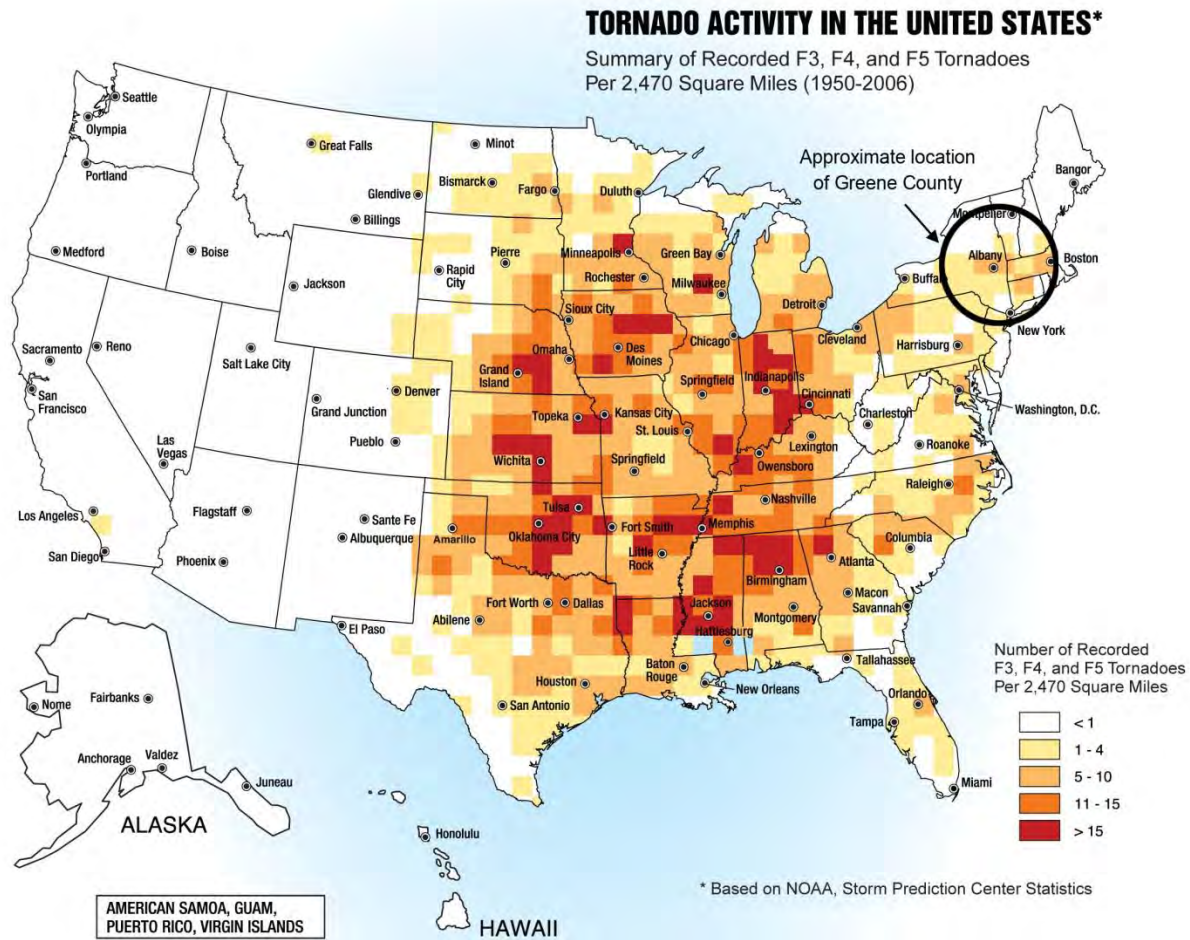 TORNADO ACTIVITY IN THE UNITED STATES*
Summary of Recorded F3, F4, and F5 Tornadoes
Per 2,470 Square Miles (1950-2006)
Approximate location
of Greene County
Seattle
Olympia
Portland
Medford
Boise
Great Falls
Glendive
Billings
Jackson
Minot
Bismarck
Fargo
Duluth
Pierre
Rapid
City
Minneapolis
Rochester
Green Bay
Milwaukee
Sioux City
Detroit
Buffalo
Albany
Montpelier
Bangor
Boston
New York
Cleveland
Harrisburg
Washington, D.C.
Sacramento
Reno
San
Francisco
Salt Lake City
Las
Vegas
Grand Junction
Denver
Pueblo
Grand
Island
Omaha
Des
Moines
Chicago
Springfield
Indianapolis
Cincinnati
Charleston
Topeka
Kansas City
St. Louis
Lexington
Roanoke
Wichita
Springfield
Owensboro
Raleigh
Los Angeles
San Diego
Flagstaff
Phoenix
Sante Fe
Albuquerque
Amarillo
Tulsa
Oklahoma City
Fort Smith
Little
Rock
Memphis
Nashville
Columbia
Atlanta
Birmingham
Macon
Savannah
Fort Worth
Dallas
Abilene
El Paso
Jackson
Hattiesburg
Montgomery
Tallahassee
Baton
Rouge
New Orleans
Houston
San Antonio
Orlando
Tampa
Miami
Nome
Fairbanks
Anchorage
Valdez
Juneau
ALASKA
Honolulu
HAWAII
AMERICAN SAMOA, GUAM,
PUERTO RICO, VIRGIN ISLANDS
Number of Recorded
F3, F4, and F5 Tornadoes
Per 2,470 Square Miles
< 1
1 - 4
5 - 10
11 - 15
> 15
* Based on NOAA, Storm Prediction Center Statistics